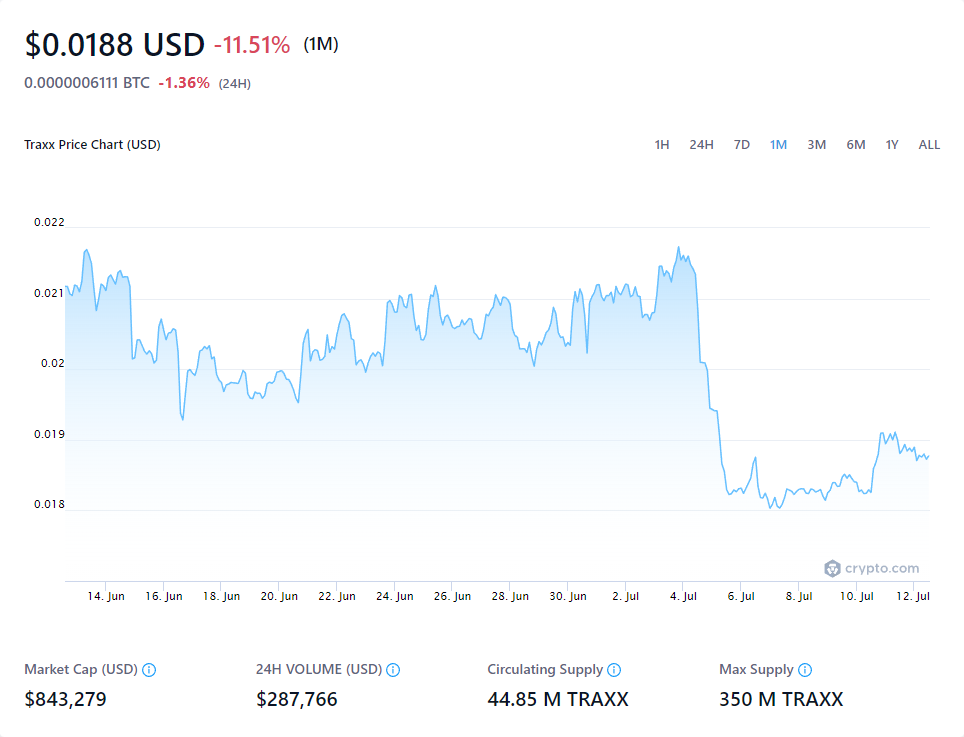 $0.0188 USD -11.51% (1M)
0.0000006111 BTC -1.36% (24H)
Traxx Price Chart (USD) 1H 24H 7D 1M 3M 6M 1Y ALL
0.022
0.021
0.02
0.019
0.018
crypto.com
14. Jun 16. Jun 18. Jun 20. Jun 22. Jun 24. Jun 26. Jun 28. Jun 30. Jun 2. Jul 4. Jul 6. Jul 8. Jul 10. Jul 12. Jul
Market Cap (USD) 24H VOLUME (USD) Circulating Supply Max Supply
$843,279 $287,766 44.85 M TRAXX 350 M TRAXX